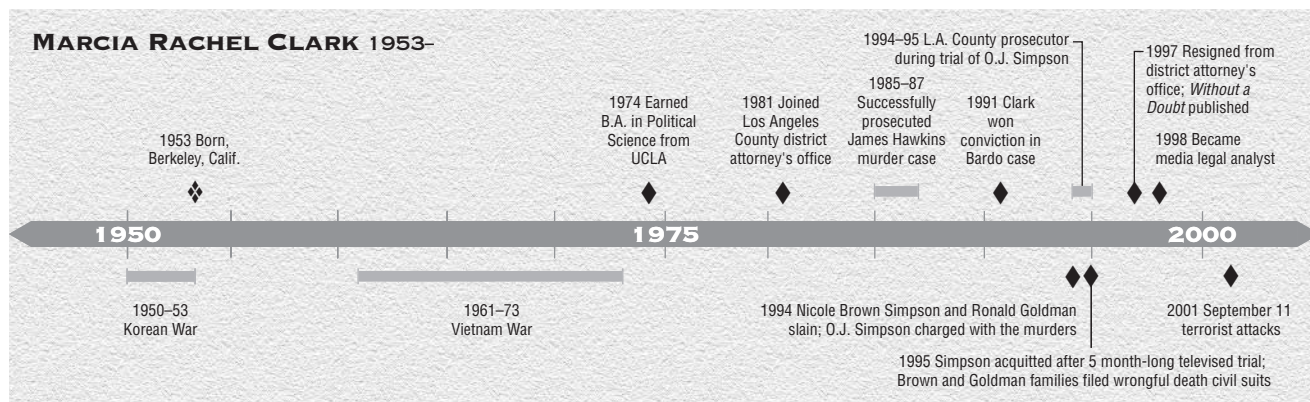 MARCIA RACHEL CLARK 1953–
1953 Born,
Berkeley, Calif.
1974 Earned
B.A. in Political
Science from
UCLA
1981 Joined
Los Angeles
County district
attorney's office
1985–87
Successfully
prosecuted
James Hawkins
murder case
1991 Clark
won
conviction in
Bardo case
1994–95 L.A. County prosecutor
during trial of O.J. Simpson
1997 Resigned from
district attorney's
office; Without a
Doubt published
1998 Became
media legal analyst
1950
1975
2000
1950–53
Korean War
1961–73
Vietnam War
1994 Nicole Brown Simpson and Ronald Goldman
slain; O.J. Simpson charged with the murders
1995 Simpson acquitted after 5 month-long televised trial;
Brown and Goldman families filed wrongful death civil suits
2001 September 11
terrorist attacks